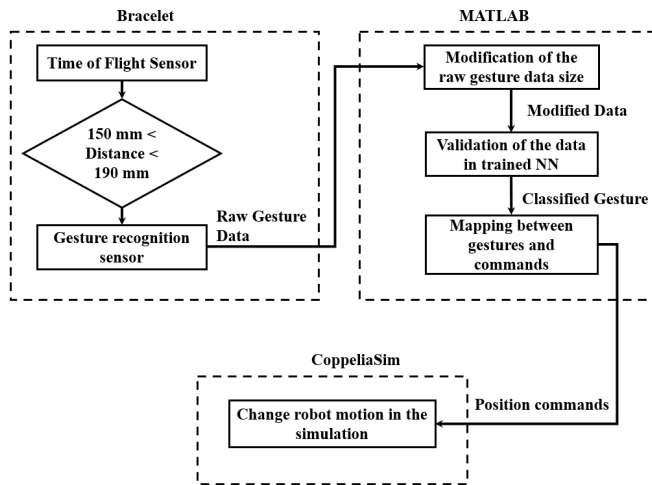 Bracelet
Time of Flight Sensor
150 mm <
Distance <
190 mm
Gesture recognition
sensor
Raw Gesture
Data
MATLAB
Modification of the
raw gesture data size
Modified Data
Validation of the data
in trained NN
Classified Gesture
Mapping between
gestures and
commands
CoppeliaSim
Change robot motion in the
simulation
Position commands